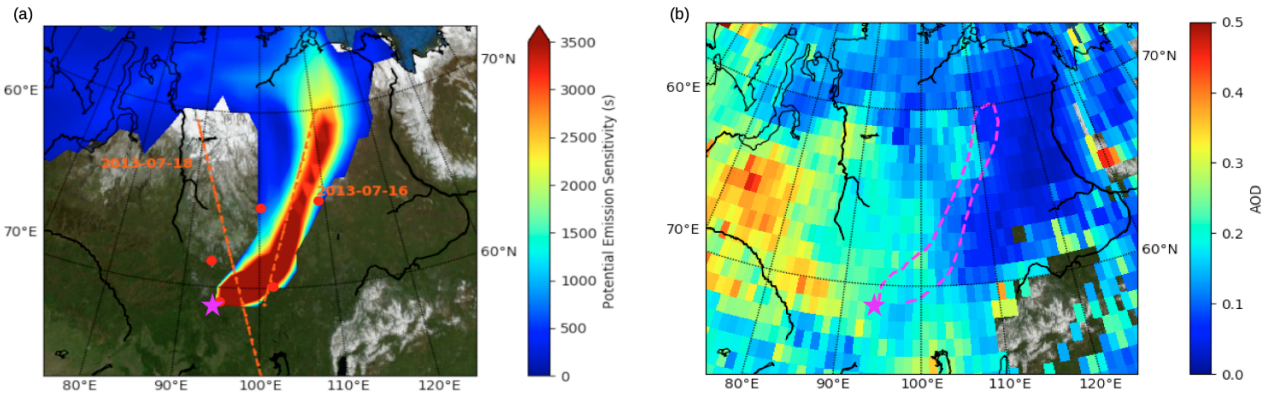 (a)
60°E
70°E
70°N
60°N
2013-07-18
2013-07-16
80°E 90°E 100°E 110°E 120°E
3500
3000
2500
2000
1500
1000
500
0
Potential Emission Sensitivity (s)
(b)
60°E
70°E
70°N
60°N
80°E 90°E 100°E 110°E 120°E
0.5
0.4
0.3
0.2
0.1
0.0
AOD